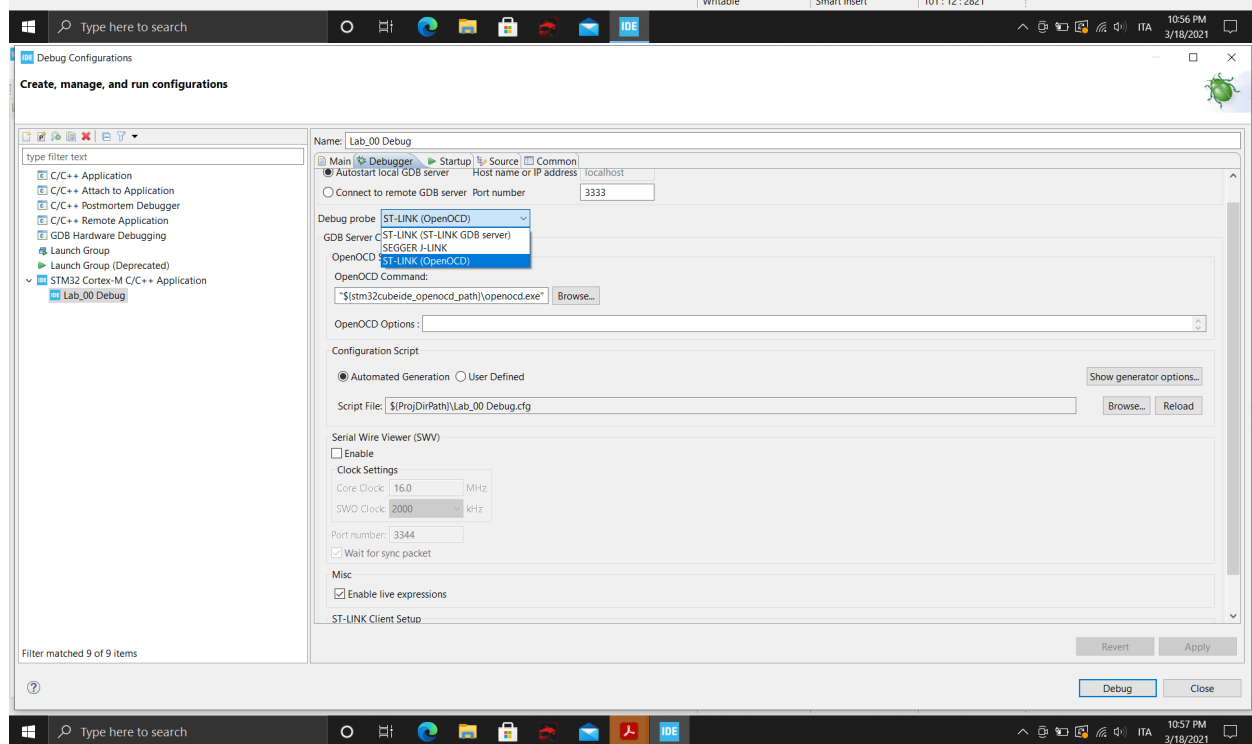 Writable Smart Insert 101 : 12 : 2821
Type here to search IDE ITA 10:56 PM
3/18/2021
IDE Debug Configurations
Create, manage, and run configurations
Name: Lab_00 Debug
type filter text
Main Debugger Startup Source Common
Autostart local GDB server Host name or IP address localhost
Connect to remote GDB server Port number 3333
Debug probe ST-LINK (OpenOCD)
ST-LINK (ST-LINK GDB server)
SEGGER J-LINK
ST-LINK (OpenOCD)
GDB Server C
OpenOCD S
OpenOCD Command:
"${stm32cubeide_openocd_path}\openocd.exe" Browse...
OpenOCD Options :
Configuration Script
Automated Generation User Defined Show generator options...
Script File: ${ProjDirPath}\Lab_00 Debug.cfg Browse... Reload
Serial Wire Viewer (SWV)
Enable
Clock Settings
Core Clock: 16.0 MHz
SWO Clock: 2000 kHz
Port number: 3344
Wait for sync packet
Misc
Enable live expressions
ST-LINK Client Setup
C/C++ Application
C/C++ Attach to Application
C/C++ Postmortem Debugger
C/C++ Remote Application
GDB Hardware Debugging
Launch Group
Launch Group (Deprecated)
IDE STM32 Cortex-M C/C++ Application
IDE Lab_00 Debug
Filter matched 9 of 9 items
Revert Apply
Debug Close
Type here to search IDE ITA 10:57 PM
3/18/2021